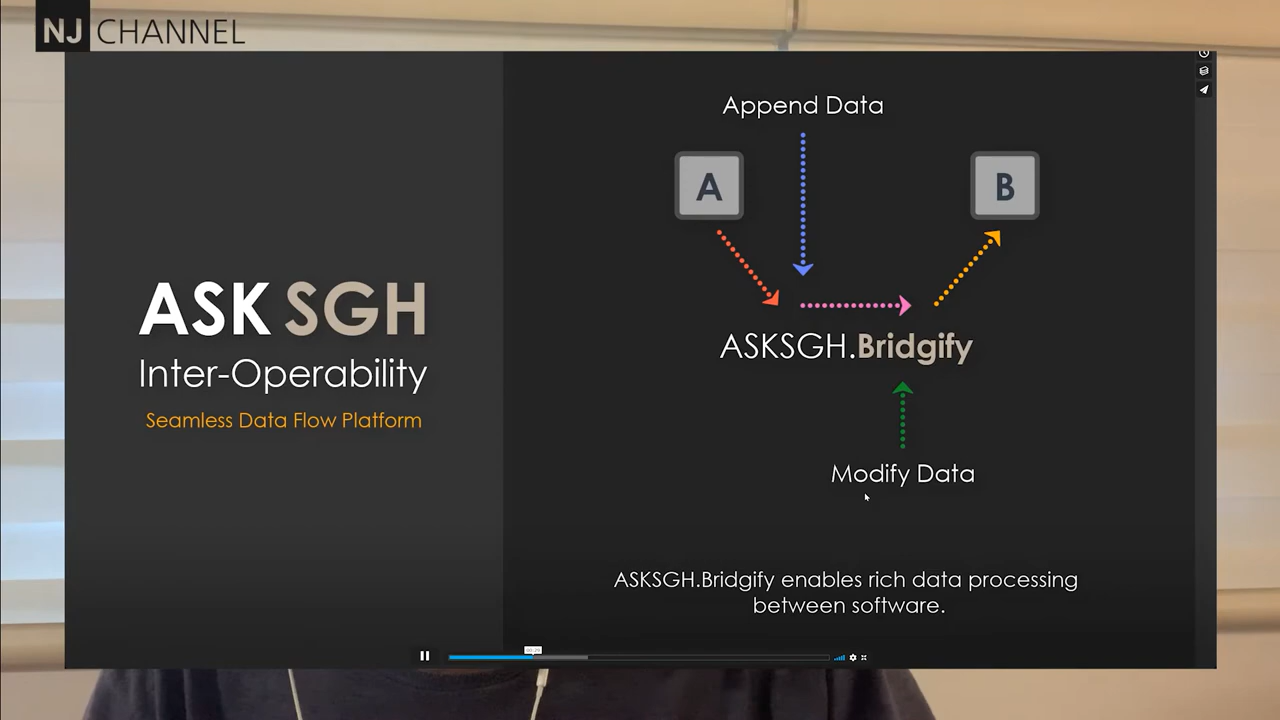 NJ CHANNEL
ASK SGH
Inter-Operability
Seamless Data Flow Platform
Append Data
A
B
ASKSGH.Bridgify
Modify Data
ASKSGH.Bridgify enables rich data processing
between software.